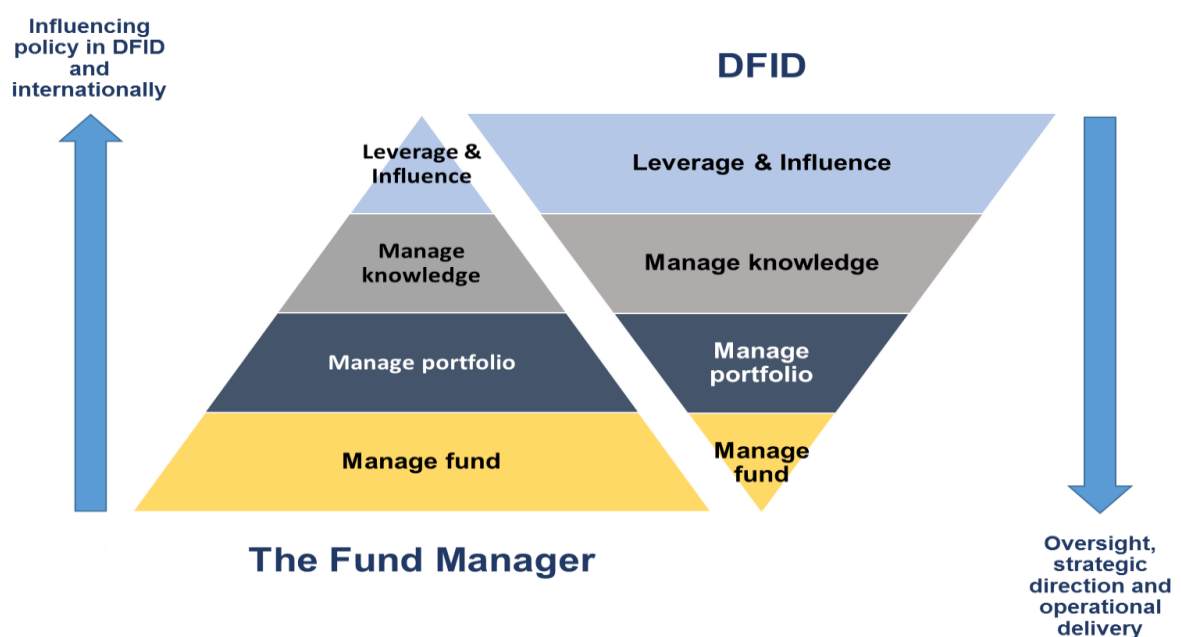 Influencing
policy in DFID
and
internationally
DFID
Leverage &
Influence
Leverage & Influence
Manage
knowledge
Manage knowledge
Manage portfolio
Manage
portfolio
Manage fund
Manage
fund
The Fund Manager
Oversight,
strategic
direction and
operational
delivery